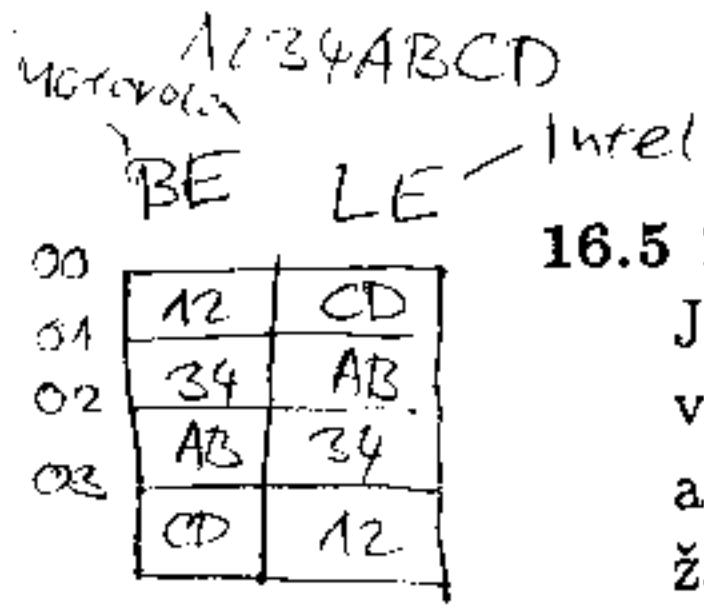 1234ABCD
Motorola
BE LE Intel
16.5
00 12 CD
01 34 AB
02 AB 34
03 CD 12
J
v
a
ž